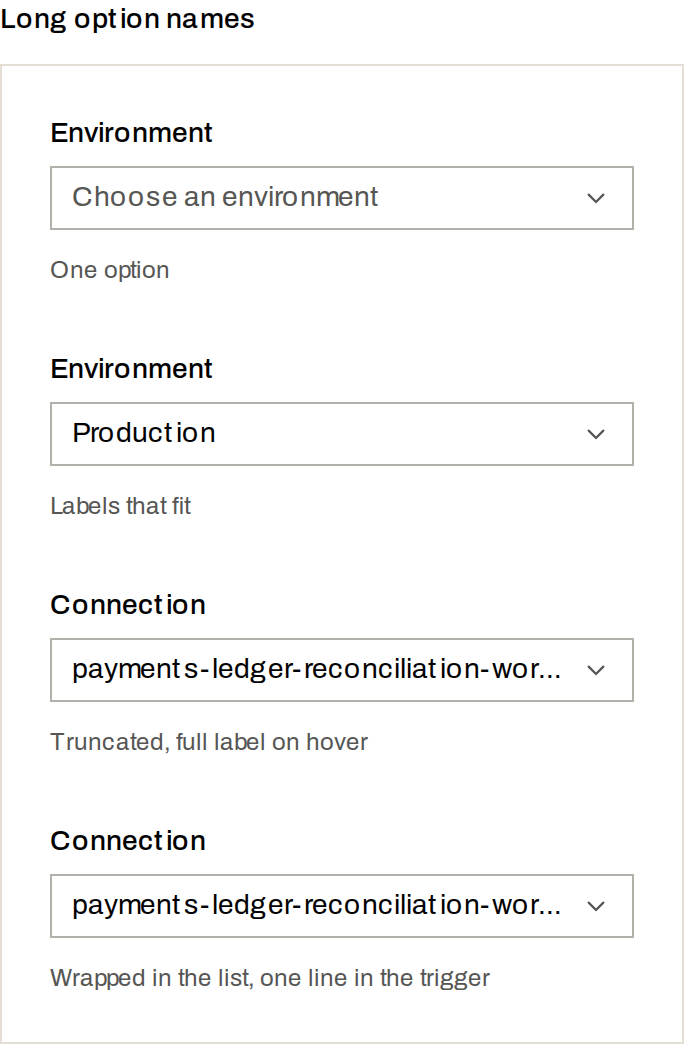 Long option names
Environment
Choose an environment
One option
Environment
Production
Labels that fit
Connection
payments-ledger-reconciliation-wor...
Truncated, full label on hover
Connection
payments-ledger-reconciliation-wor...
Wrapped in the list, one line in the trigger